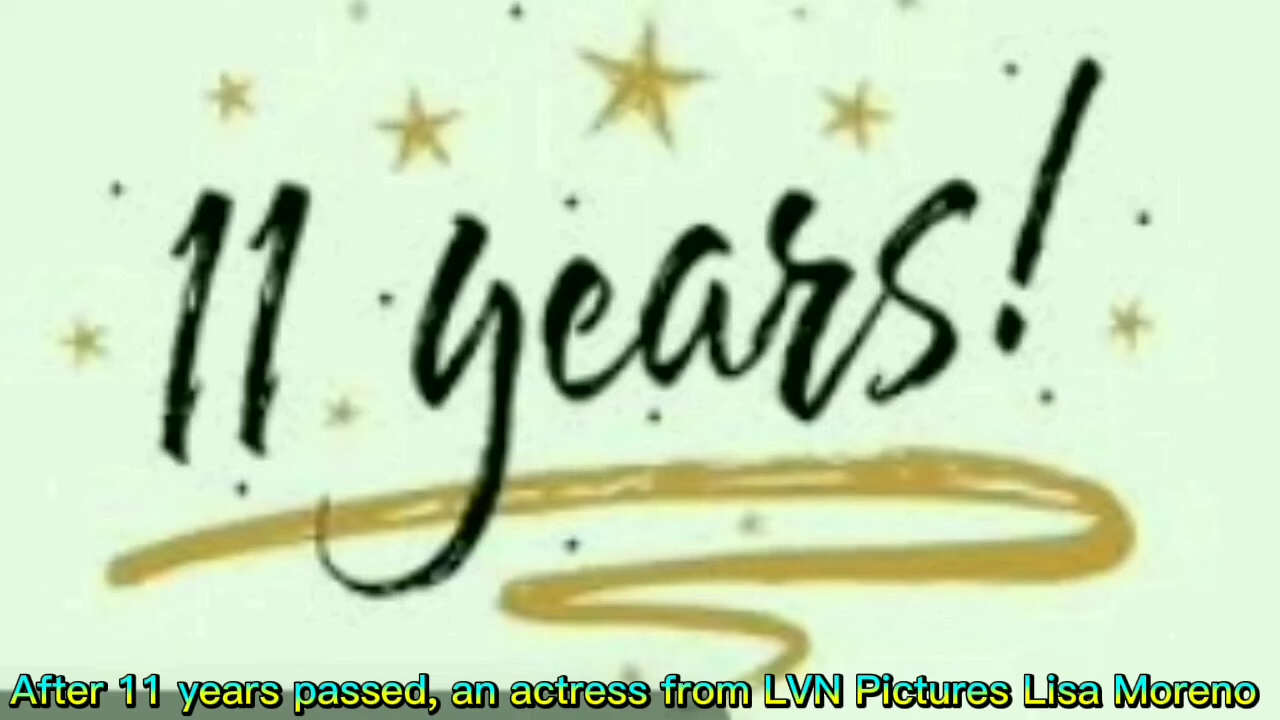 11 years!
After 11 years passed, an actress from LVN Pictures Lisa Moreno